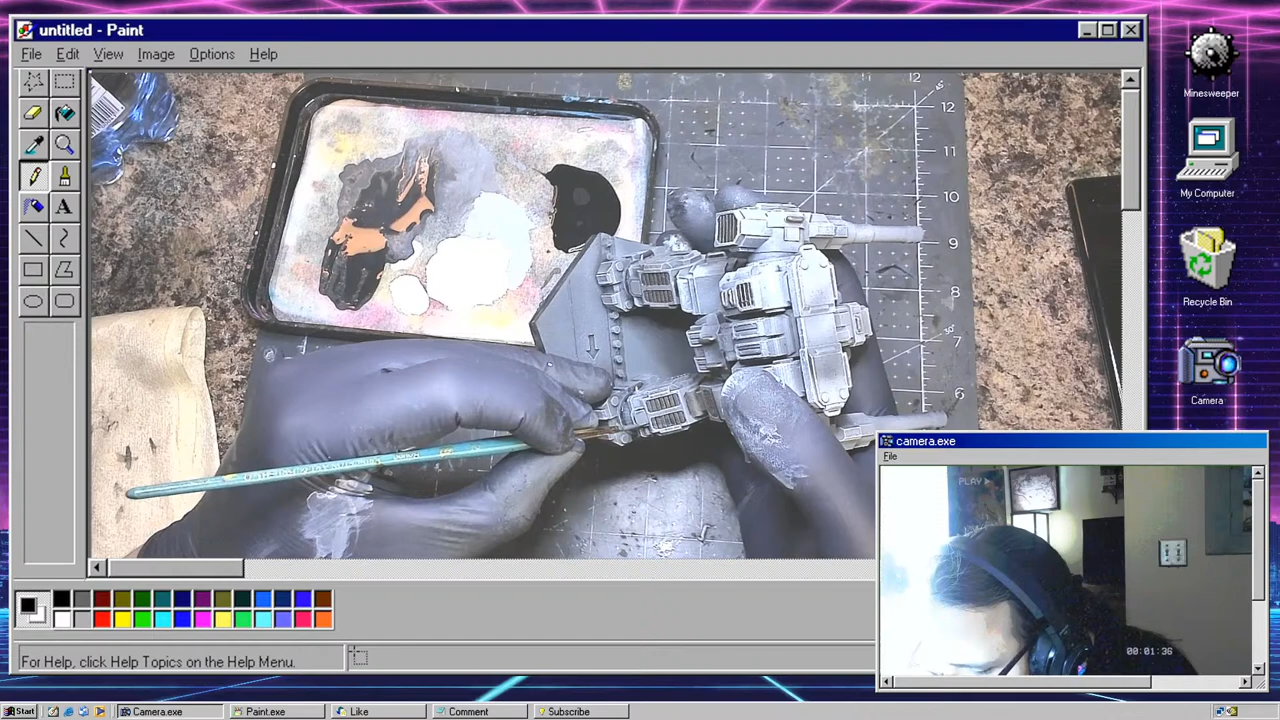 untitled - Paint
File Edit View Image Options Help
Minesweeper
My Computer
Recycle Bin
Camera
12
12
11
10
9
8
7
6
camera.exe
File
PLAY
00:01:36
For Help, click Help Topics on the Help Menu.
Start Camera.exe Paint.exe Like Comment Subscribe